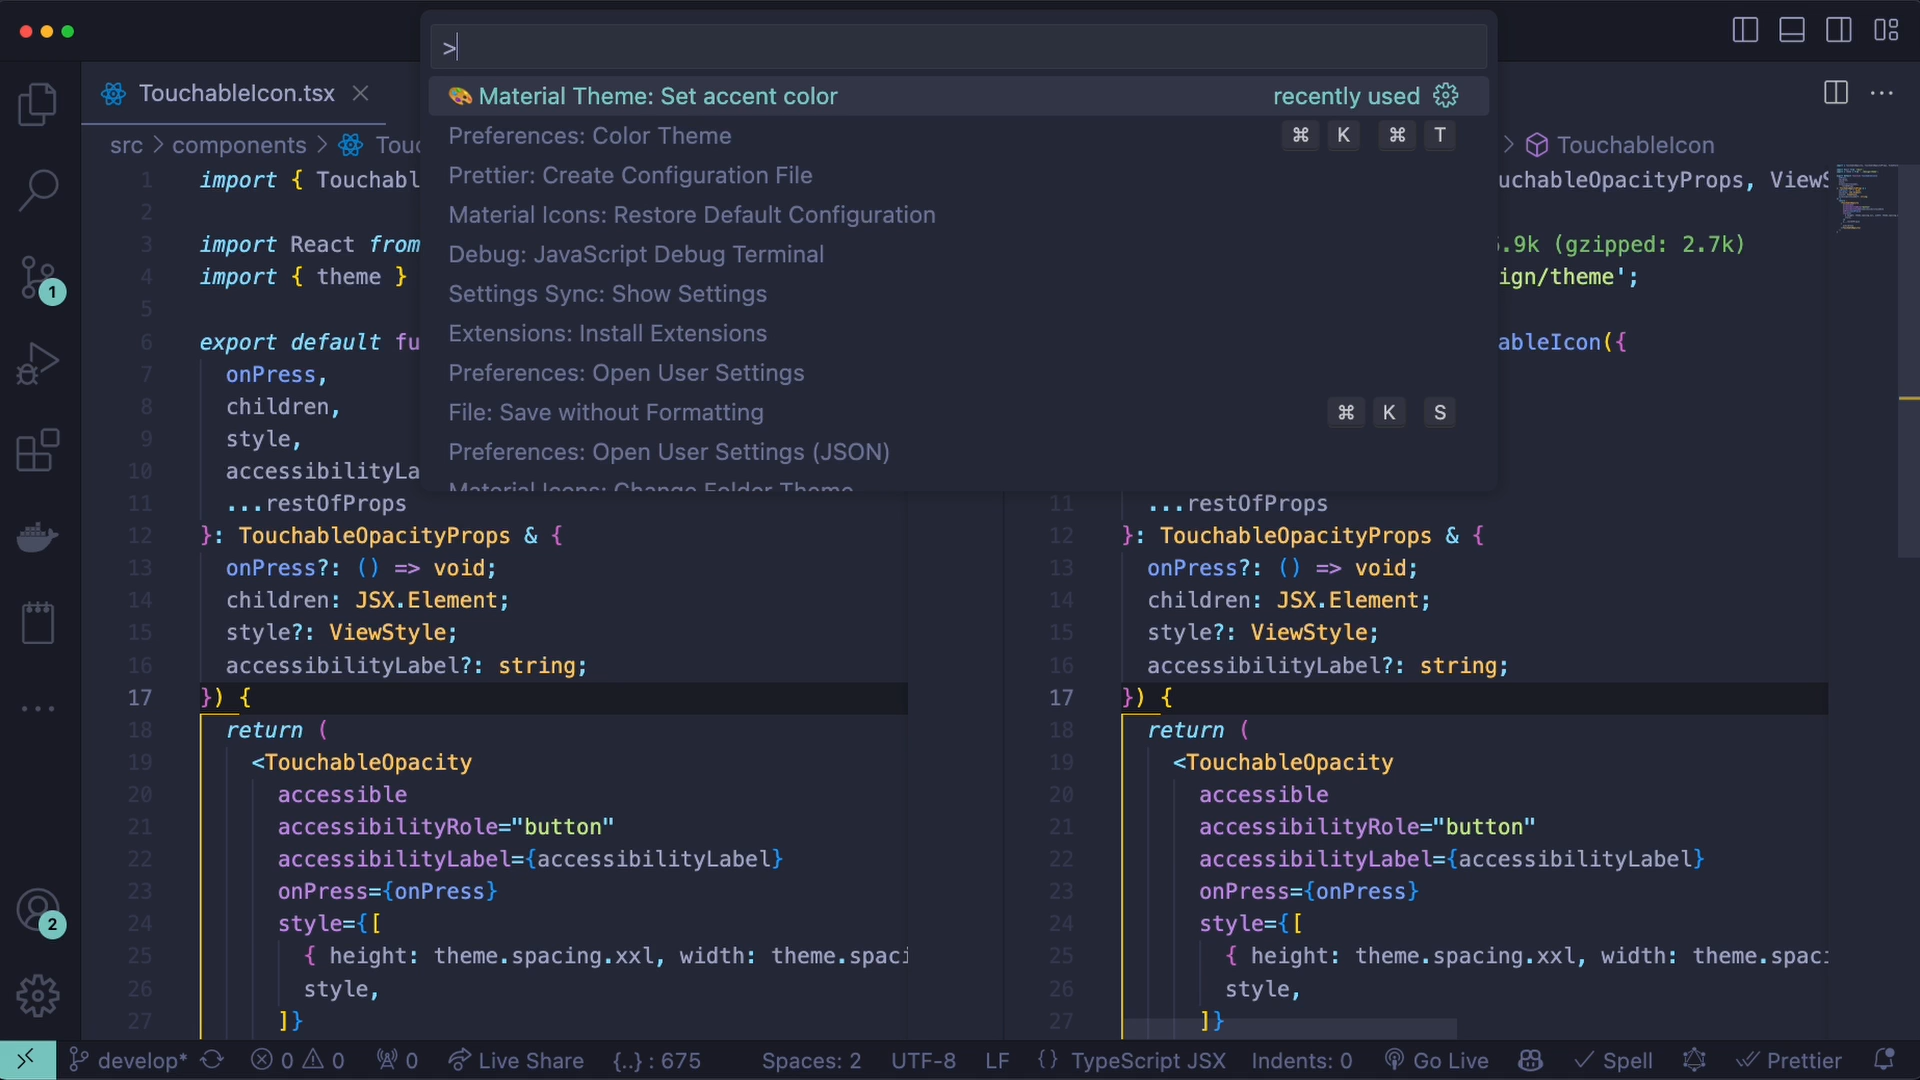 >
Material Theme: Set accent color recently used
Preferences: Color Theme ⌘ K ⌘ T
Prettier: Create Configuration File
Material Icons: Restore Default Configuration
Debug: JavaScript Debug Terminal
Settings Sync: Show Settings
Extensions: Install Extensions
Preferences: Open User Settings
File: Save without Formatting ⌘ K S
Preferences: Open User Settings (JSON)
Material Icons: Change Folder Theme
TouchableIcon.tsx
src > components > Touc
1 import { Touchabl
2
3 import React from
4 import { theme }
5
6 export default fu
7 onPress,
8 children,
9 style,
10 accessibilityLa
11 ...restOfProps
12 }: TouchableOpacityProps & {
13 onPress?: () => void;
14 children: JSX.Element;
15 style?: ViewStyle;
16 accessibilityLabel?: string;
17 }) {
18 return (
19 <TouchableOpacity
20 accessible
21 accessibilityRole="button"
22 accessibilityLabel={accessibilityLabel}
23 onPress={onPress}
24 style={[
25 { height: theme.spacing.xxl, width: theme.spaci
26 style,
27 ]}
> TouchableIcon
uchableOpacityProps, ViewS
.9k (gzipped: 2.7k)
ign/theme';
ableIcon({
11 ...restOfProps
12 }: TouchableOpacityProps & {
13 onPress?: () => void;
14 children: JSX.Element;
15 style?: ViewStyle;
16 accessibilityLabel?: string;
17 }) {
18 return (
19 <TouchableOpacity
20 accessible
21 accessibilityRole="button"
22 accessibilityLabel={accessibilityLabel}
23 onPress={onPress}
24 style={[
25 { height: theme.spacing.xxl, width: theme.spac
26 style,
27 ]}
1
2
develop* 0 0 0 Live Share {..} : 675 Spaces: 2 UTF-8 LF {} TypeScript JSX Indents: 0 Go Live Spell Prettier